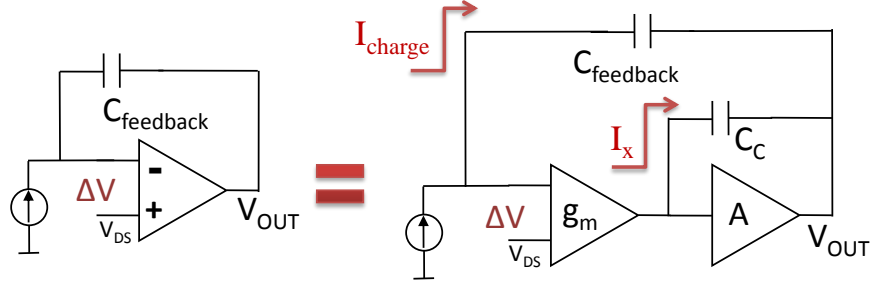 C_feedback
-
ΔV
+
V_DS
V_OUT
=
I_charge
C_feedback
I_x
C_C
ΔV
g_m
A
V_DS
V_OUT